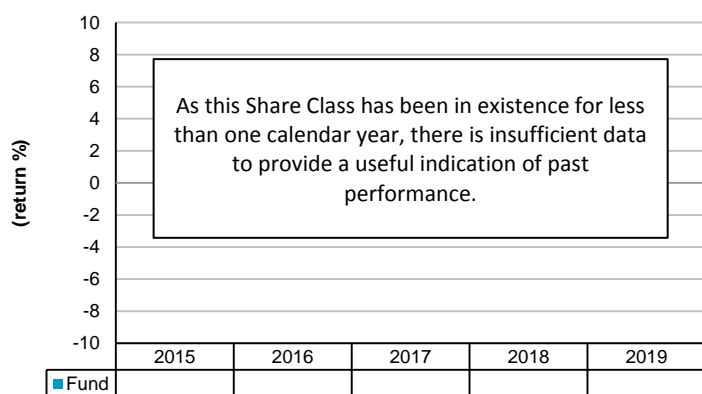 10
8
6
4
2
0
-2
-4
-6
-8
-10
(return %)
As this Share Class has been in existence for less
than one calendar year, there is insufficient data
to provide a useful indication of past
performance.
2015 2016 2017 2018 2019
Fund